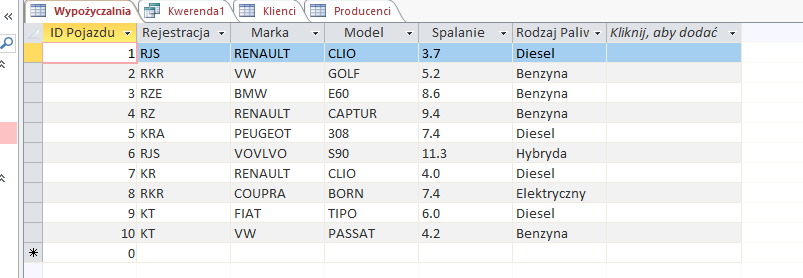 Wypożyczalnia Kwerenda1 Klienci Producenci
ID Pojazdu Rejestracja Marka Model Spalanie Rodzaj Paliv Kliknij, aby dodać
1 RJS RENAULT CLIO 3.7 Diesel
2 RKR VW GOLF 5.2 Benzyna
3 RZE BMW E60 8.6 Benzyna
4 RZ RENAULT CAPTUR 9.4 Benzyna
5 KRA PEUGEOT 308 7.4 Diesel
6 RJS VOVLVO S90 11.3 Hybryda
7 KR RENAULT CLIO 4.0 Diesel
8 RKR COUPRA BORN 7.4 Elektryczny
9 KT FIAT TIPO 6.0 Diesel
10 KT VW PASSAT 4.2 Benzyna
0